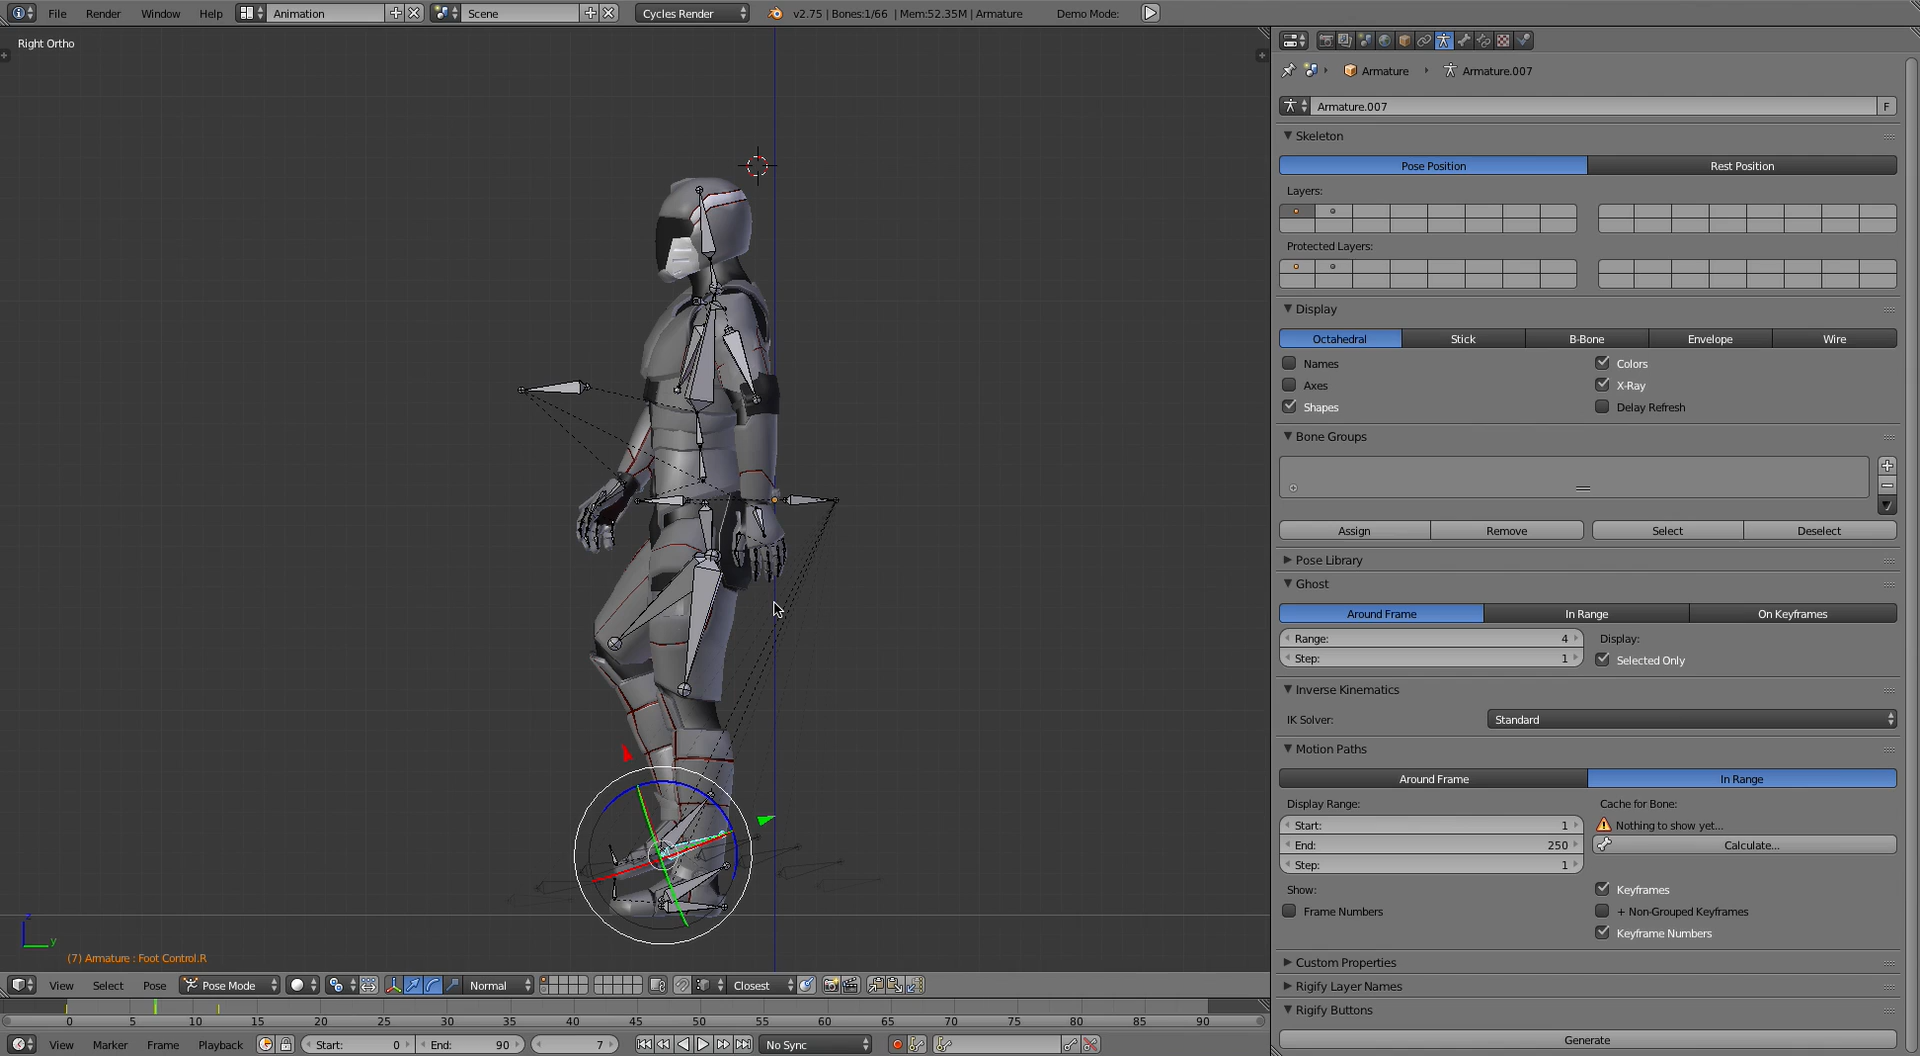 File Render Window Help Animation Scene Cycles Render v2.75 | Bones:1/66 | Mem:52.35M | Armature Demo Mode:
Right Ortho
Armature Armature.007
Armature.007 F
Skeleton
Pose Position Rest Position
Layers:
Protected Layers:
Display
Octahedral Stick B-Bone Envelope Wire
Names Colors
Axes X-Ray
Shapes Delay Refresh
Bone Groups
Assign Remove Select Deselect
Pose Library
Ghost
Around Frame In Range On Keyframes
Range: 4 Display:
Step: 1 Selected Only
Inverse Kinematics
IK Solver: Standard
Motion Paths
Around Frame In Range
Display Range: Cache for Bone:
Start: 1 Nothing to show yet...
End: 250 Calculate...
Step: 1
Show: Keyframes
Frame Numbers + Non-Grouped Keyframes
Keyframe Numbers
Custom Properties
Rigify Layer Names
Rigify Buttons
Generate
z
y
(7) Armature : Foot Control.R
View Select Pose Pose Mode Normal Closest
0 5 10 15 20 25 30 35 40 45 50 55 60 65 70 75 80 85 90
View Marker Frame Playback Start: 0 End: 90 7 No Sync